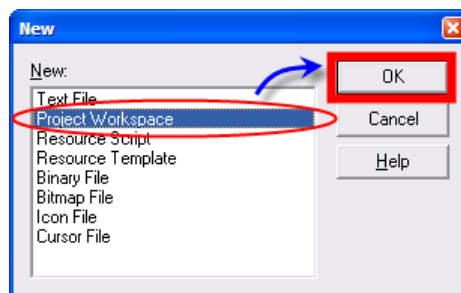 New
New:
OK
Text File
Project Workspace
Cancel
Resource Script
Resource Template
Help
Binary File
Bitmap File
Icon File
Cursor File